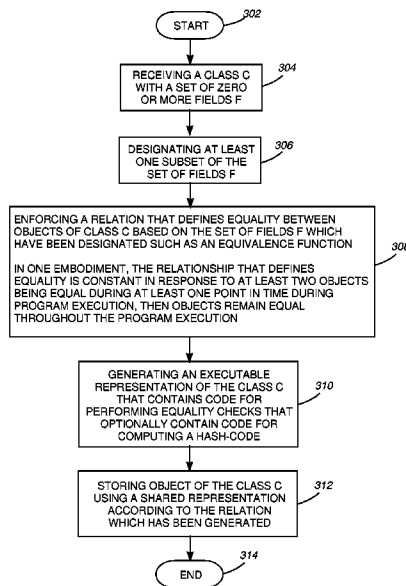 302
START
304
RECEIVING A CLASS C
WITH A SET OF ZERO
OR MORE FIELDS F
306
DESIGNATING AT LEAST
ONE SUBSET OF THE
SET OF FIELDS F
308
ENFORCING A RELATION THAT DEFINES EQUALITY BETWEEN
OBJECTS OF CLASS C BASED ON THE SET OF FIELDS F WHICH
HAVE BEEN DESIGNATED SUCH AS AN EQUIVALENCE FUNCTION
IN ONE EMBODIMENT, THE RELATIONSHIP THAT DEFINES
EQUALITY IS CONSTANT IN RESPONSE TO AT LEAST TWO OBJECTS
BEING EQUAL DURING AT LEAST ONE POINT IN TIME DURING
PROGRAM EXECUTION, THEN OBJECTS REMAIN EQUAL
THROUGHOUT THE PROGRAM EXECUTION
310
GENERATING AN EXECUTABLE
REPRESENTATION OF THE CLASS C
THAT CONTAINS CODE FOR
PERFORMING EQUALITY CHECKS THAT
OPTIONALLY CONTAIN CODE FOR
COMPUTING A HASH-CODE
312
STORING OBJECT OF THE CLASS C
USING A SHARED REPRESENTATION
ACCORDING TO THE RELATION
WHICH HAS BEEN GENERATED
314
END